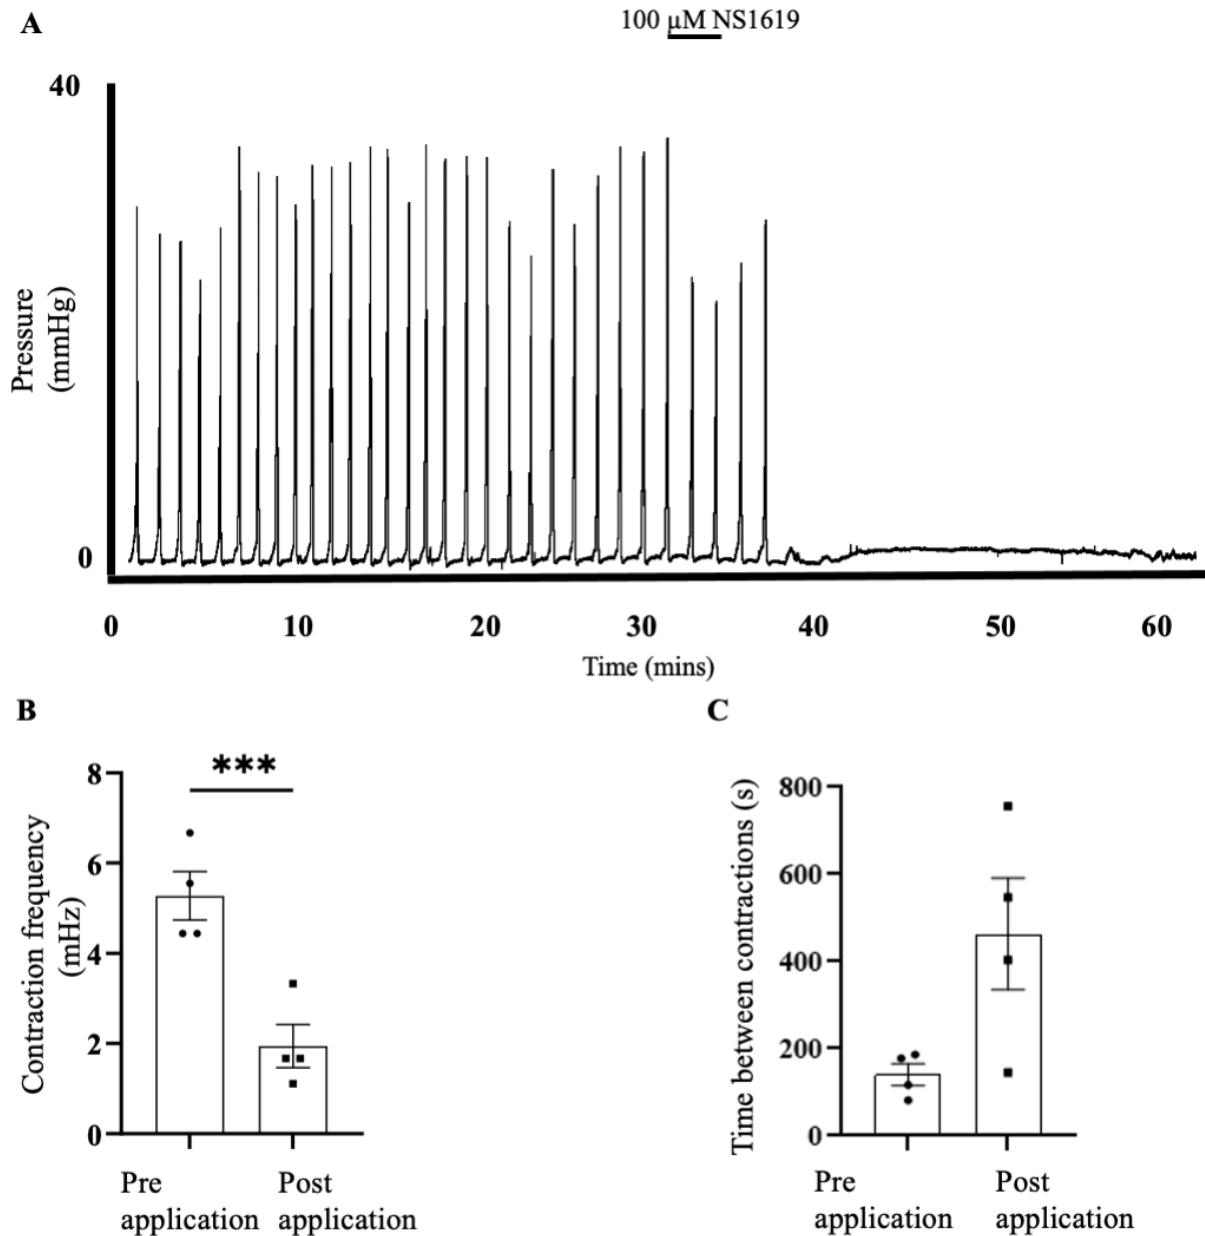 A
100 μM NS1619
40
Pressure
(mmHg)
0
0 10 20 30 40 50 60
Time (mins)
B
***
8
6
4
2
0
Contraction frequency
(mHz)
Pre
application
Post
application
C
800
600
400
200
0
Time between contractions (s)
Pre
application
Post
application